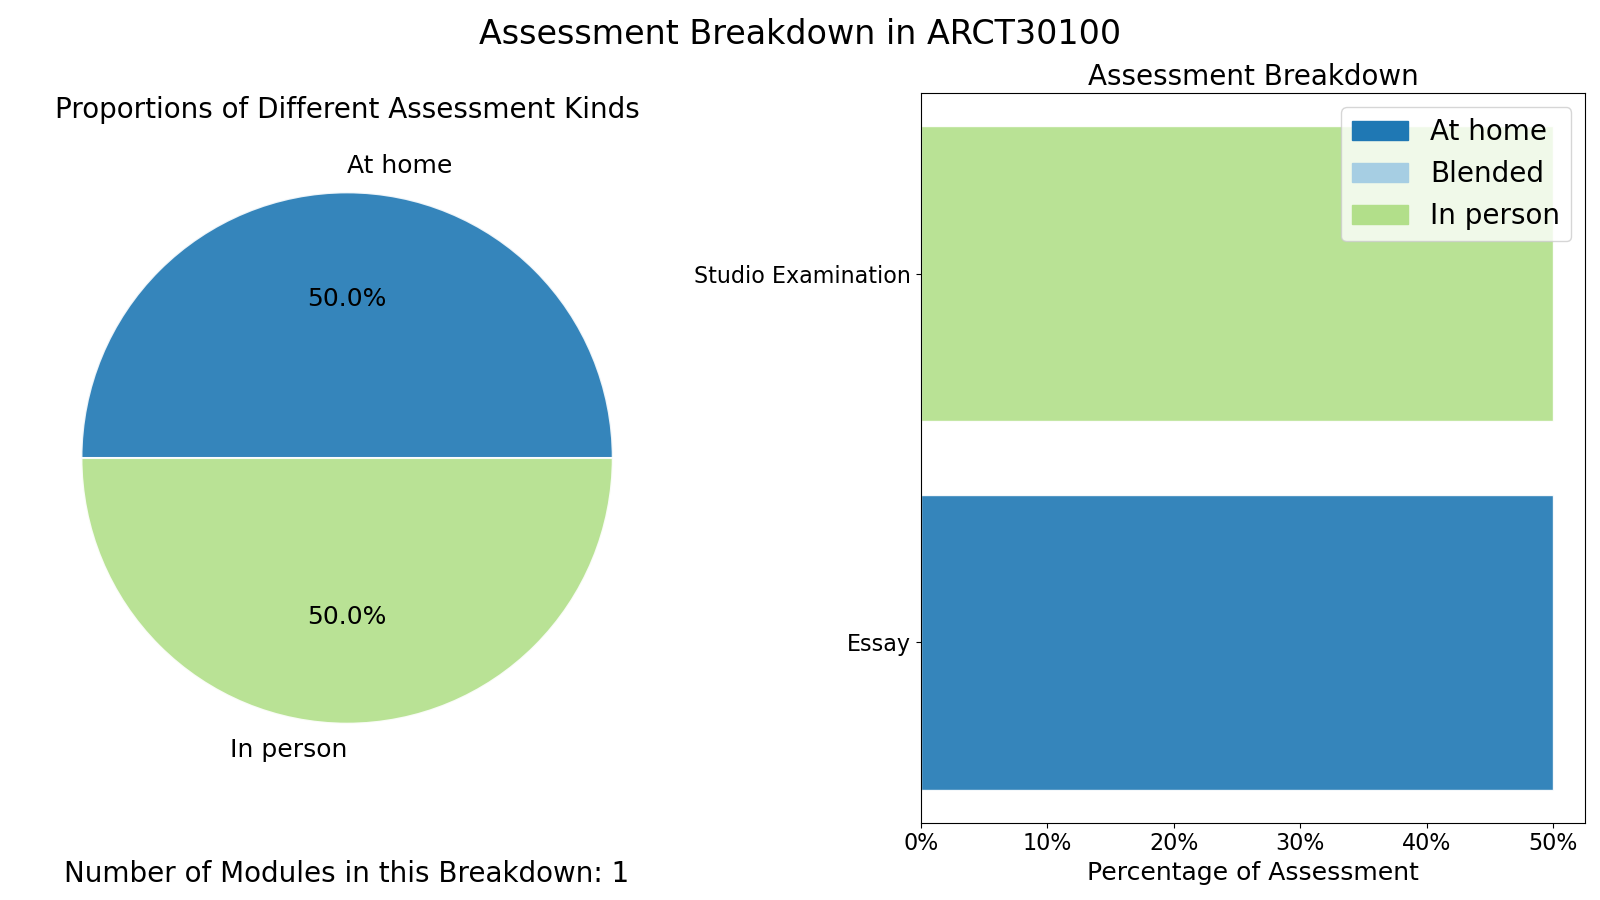 Assessment Breakdown in ARCT30100
Proportions of Different Assessment Kinds
At home
50.0%
50.0%
In person
Number of Modules in this Breakdown: 1
Assessment Breakdown
At home
Blended
In person
Studio Examination
Essay
0% 10% 20% 30% 40% 50%
Percentage of Assessment